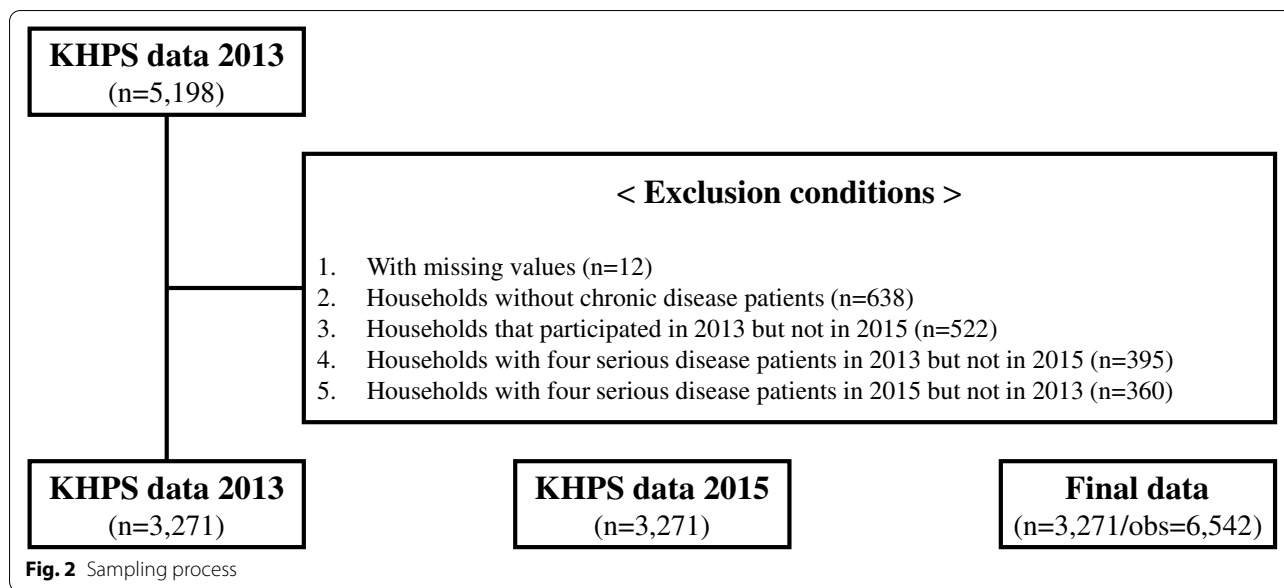 KHPS data 2013
(n=5,198)
< Exclusion conditions >
1. With missing values (n=12)
2. Households without chronic disease patients (n=638)
3. Households that participated in 2013 but not in 2015 (n=522)
4. Households with four serious disease patients in 2013 but not in 2015 (n=395)
5. Households with four serious disease patients in 2015 but not in 2013 (n=360)
KHPS data 2013
(n=3,271)
KHPS data 2015
(n=3,271)
Final data
(n=3,271/obs=6,542)
Fig. 2 Sampling process